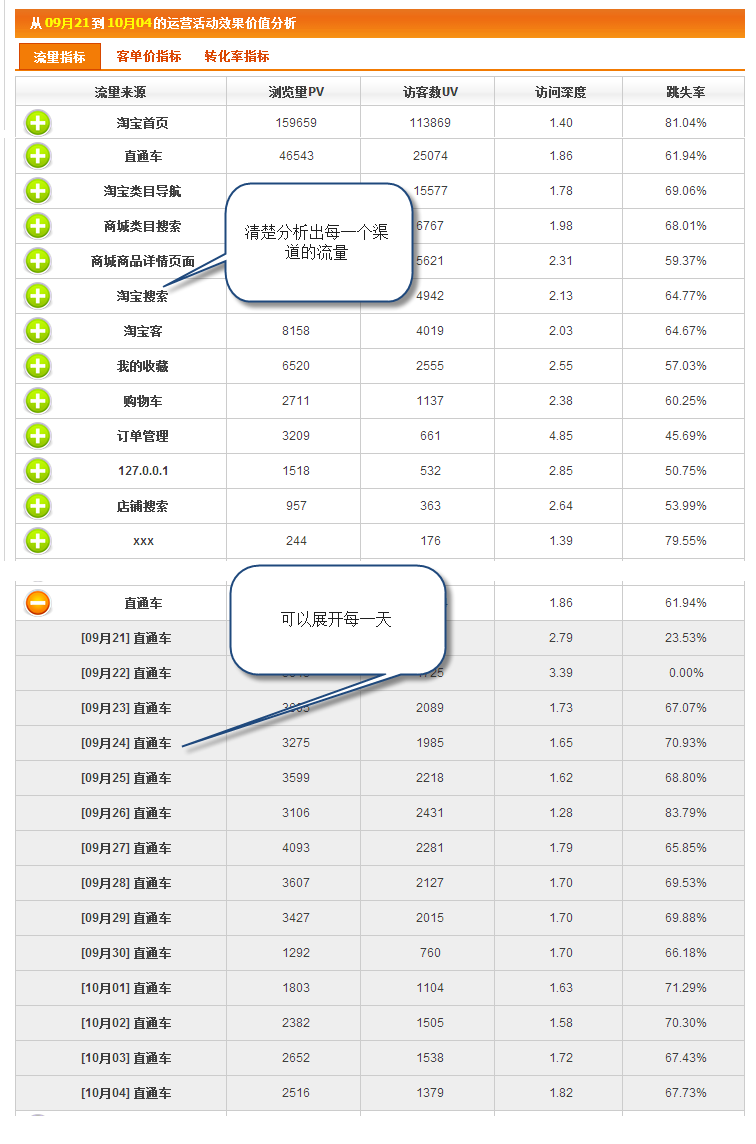 从09月21到10月04的运营活动效果价值分析
流量指标 客单价指标 转化率指标
流量来源 浏览量PV 访客数UV 访问深度 跳失率
淘宝首页 159659 113869 1.40 81.04%
直通车 46543 25074 1.86 61.94%
淘宝类目导航 15577 1.78 69.06%
商城类目搜索 6767 1.98 68.01%
商城商品详情页面 5621 2.31 59.37%
淘宝搜索 4942 2.13 64.77%
清楚分析出每一个渠
道的流量
淘宝客 8158 4019 2.03 64.67%
我的收藏 6520 2555 2.55 57.03%
购物车 2711 1137 2.38 60.25%
订单管理 3209 661 4.85 45.69%
127.0.0.1 1518 532 2.85 50.75%
店铺搜索 957 363 2.64 53.99%
xxx 244 176 1.39 79.55%
直通车 1.86 61.94%
可以展开每一天
[09月21] 直通车 2.79 23.53%
[09月22] 直通车 3.39 0.00%
[09月23] 直通车 2089 1.73 67.07%
[09月24] 直通车 3275 1985 1.65 70.93%
[09月25] 直通车 3599 2218 1.62 68.80%
[09月26] 直通车 3106 2431 1.28 83.79%
[09月27] 直通车 4093 2281 1.79 65.85%
[09月28] 直通车 3607 2127 1.70 69.53%
[09月29] 直通车 3427 2015 1.70 69.88%
[09月30] 直通车 1292 760 1.70 66.18%
[10月01] 直通车 1803 1104 1.63 71.29%
[10月02] 直通车 2382 1505 1.58 70.30%
[10月03] 直通车 2652 1538 1.72 67.43%
[10月04] 直通车 2516 1379 1.82 67.73%